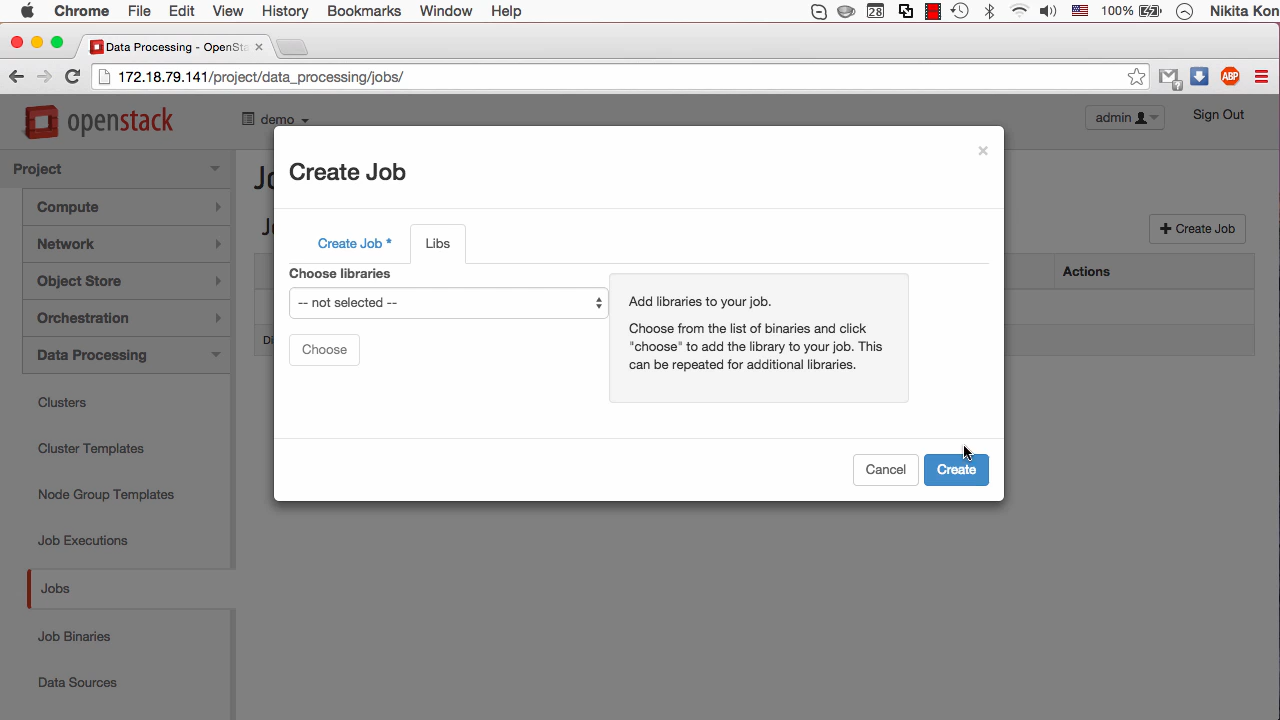 Chrome File Edit View History Bookmarks Window Help 28 100% Nikita Kon
Data Processing - OpenSta
172.18.79.141/project/data_processing/jobs/
ABP
openstack
demo
admin
Sign Out
Project
Compute
Network
Object Store
Orchestration
Data Processing
Clusters
Cluster Templates
Node Group Templates
Job Executions
Jobs
Job Binaries
Data Sources
Create Job
Actions
×
Create Job
Create Job *
Libs
Choose libraries
-- not selected --
Choose
Add libraries to your job.
Choose from the list of binaries and click
"choose" to add the library to your job. This
can be repeated for additional libraries.
Cancel
Create